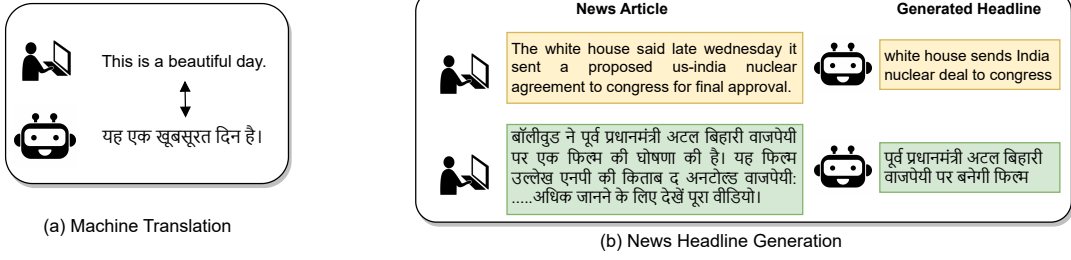 This is a beautiful day.
यह एक खूबसूरत दिन है।
(a) Machine Translation
News Article
Generated Headline
The white house said late wednesday it
sent a proposed us-india nuclear
agreement to congress for final approval.
white house sends India
nuclear deal to congress
बॉलीवुड ने पूर्व प्रधानमंत्री अटल बिहारी वाजपेयी
पर एक फिल्म की घोषणा की है। यह फिल्म
उल्लेख एनपी की किताब द अनटोल्ड वाजपेयी:
.....अधिक जानने के लिए देखें पूरा वीडियो।
पूर्व प्रधानमंत्री अटल बिहारी
वाजपेयी पर बनेगी फिल्म
(b) News Headline Generation